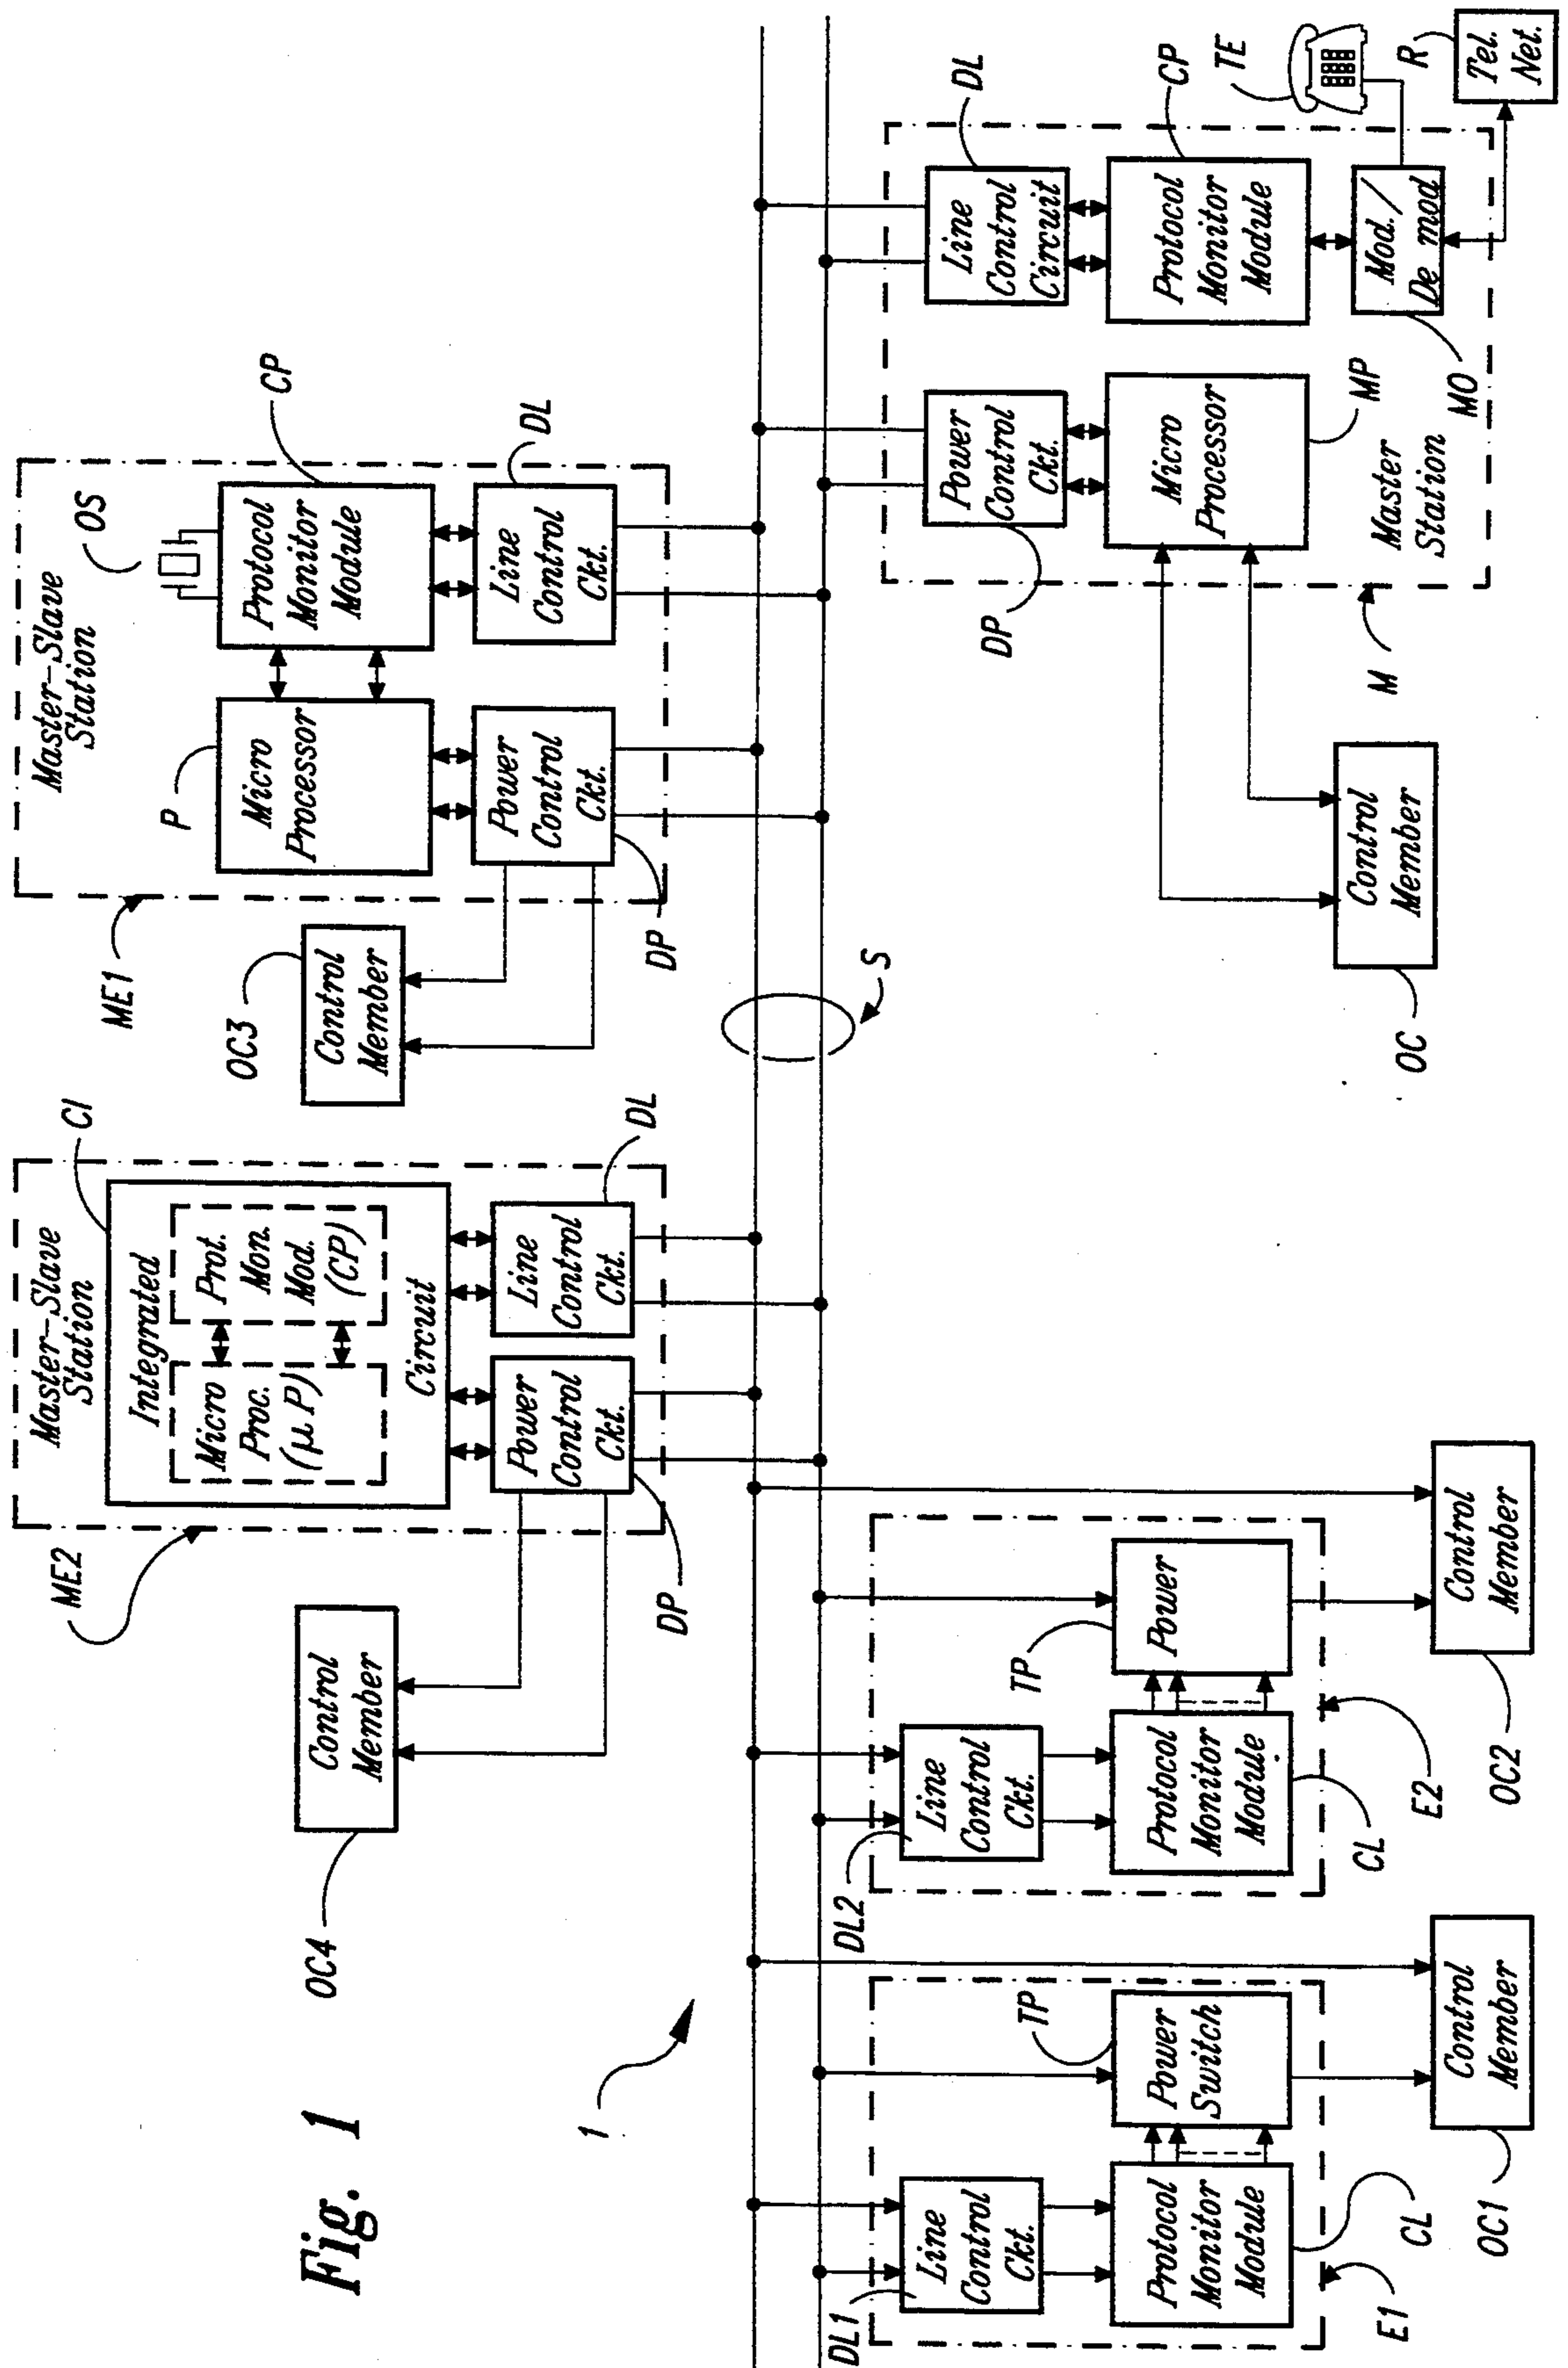 Fig. 1
1
OC4
Control
Member
ME2
Master-Slave
Station
Integrated
Micro
Proc.
(μP)
Prot.
Mon.
Mod.
(CP)
Circuit
CI
Power
Control
Ckt.
Line
Control
Ckt.
DP
DL
OC3
Control
Member
ME1
Master-Slave
Station
P
Micro
Processor
OS
Protocol
Monitor
Module
CP
Power
Control
Ckt.
Line
Control
Ckt.
DL
DP
S
DL1
Line
Control
Ckt.
TP
Protocol
Monitor
Module
Power
Switch
E1
CL
OC1
Control
Member
DL2
Line
Control
Ckt.
TP
Protocol
Monitor
Module
Power
CL
E2
OC2
Control
Member
OC
Control
Member
M
DP
Power
Control
Ckt.
Micro
Processor
MP
Master
Station
Line
Control
Circuit
DL
Protocol
Monitor
Module
CP
Mod./
De mod
MO
TE
R
Tel.
Net.